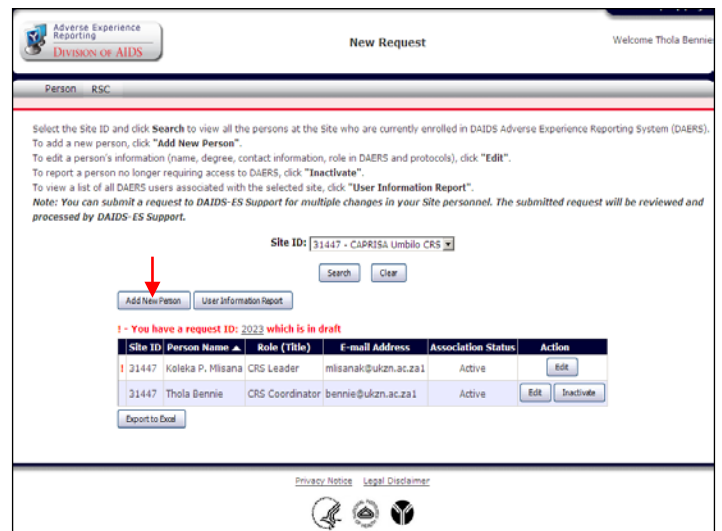 Adverse Experience
Reporting
DIVISION OF AIDS
New Request
Welcome Thola Bennie
Person RSC
Select the Site ID and click Search to view all the persons at the Site who are currently enrolled in DAIDS Adverse Experience Reporting System (DAERS).
To add a new person, click "Add New Person".
To edit a person's information (name, degree, contact information, role in DAERS and protocols), click "Edit".
To report a person no longer requiring access to DAERS, click "Inactivate".
To view a list of all DAERS users associated with the selected site, click "User Information Report".
Note: You can submit a request to DAIDS-ES Support for multiple changes in your Site personnel. The submitted request will be reviewed and
processed by DAIDS-ES Support.
Site ID: 31447 - CAPRISA Umbilo CRS
Search Clear
Add New Person User Information Report
! - You have a request ID: 2023 which is in draft
Site ID Person Name Role (Title) E-mail Address Association Status Action
! 31447 Koleka P. Mlisana CRS Leader mlisanak@ukzn.ac.za1 Active Edit
31447 Thola Bennie CRS Coordinator bennie@ukzn.ac.za1 Active Edit Inactivate
Export to Excel
Privacy Notice Legal Disclaimer